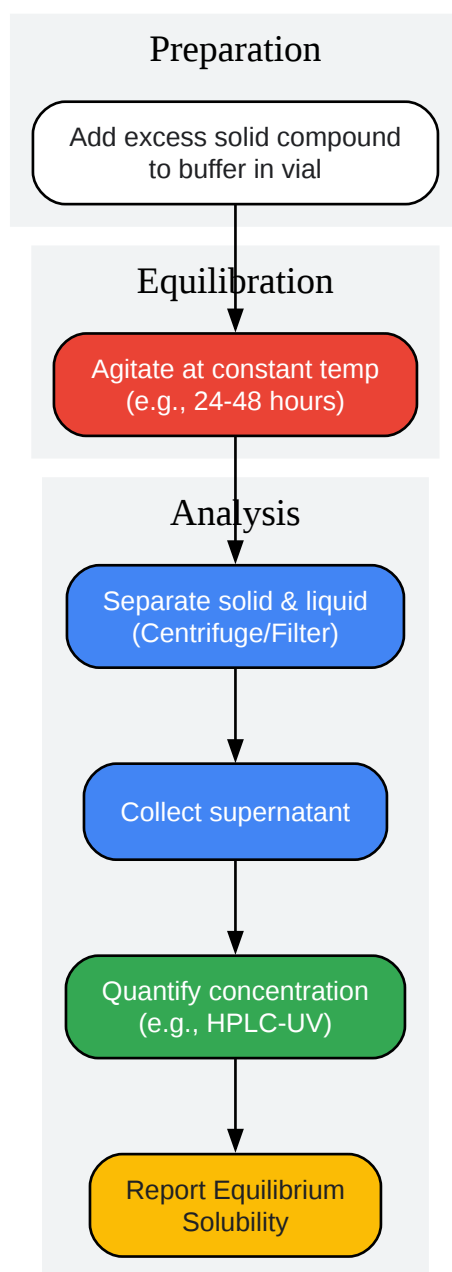 Preparation
Add excess solid compound
to buffer in vial
Equilibration
Agitate at constant temp
(e.g., 24-48 hours)
Analysis
Separate solid & liquid
(Centrifuge/Filter)
Collect supernatant
Quantify concentration
(e.g., HPLC-UV)
Report Equilibrium
Solubility